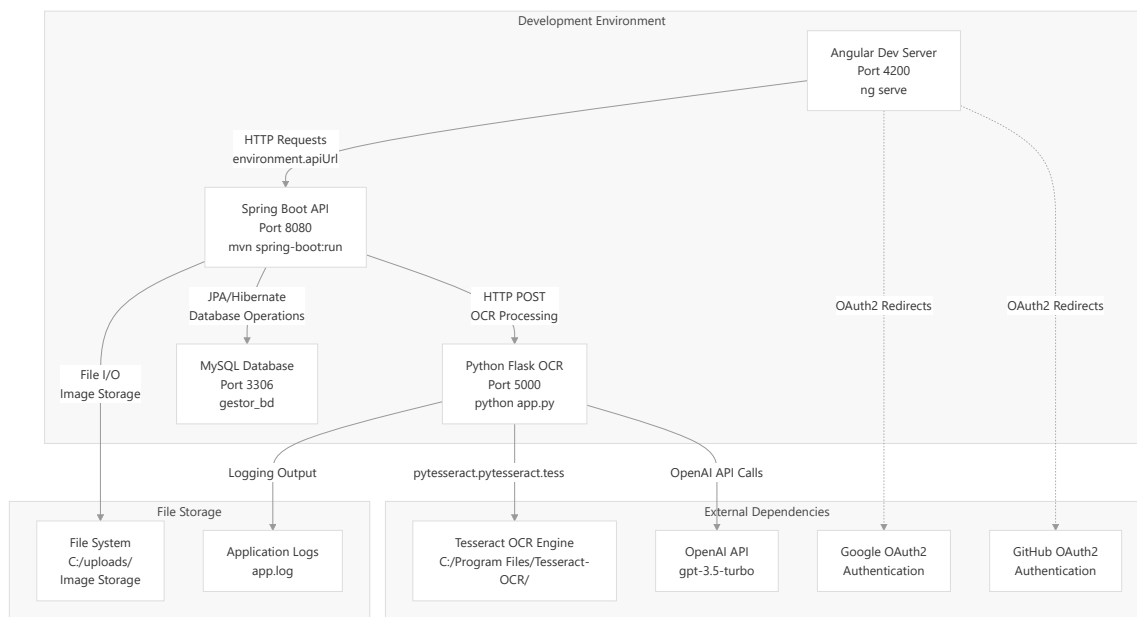 Development Environment
Angular Dev Server
Port 4200
ng serve
HTTP Requests
environment.apiUrl
Spring Boot API
Port 8080
mvn spring-boot:run
JPA/Hibernate
Database Operations
HTTP POST
OCR Processing
OAuth2 Redirects
OAuth2 Redirects
File I/O
Image Storage
MySQL Database
Port 3306
gestor_bd
Python Flask OCR
Port 5000
python app.py
Logging Output
pytesseract.pytesseract.tess
OpenAI API Calls
File Storage
File System
C:/uploads/
Image Storage
Application Logs
app.log
External Dependencies
Tesseract OCR Engine
C:/Program Files/Tesseract-
OCR/
OpenAI API
gpt-3.5-turbo
Google OAuth2
Authentication
GitHub OAuth2
Authentication